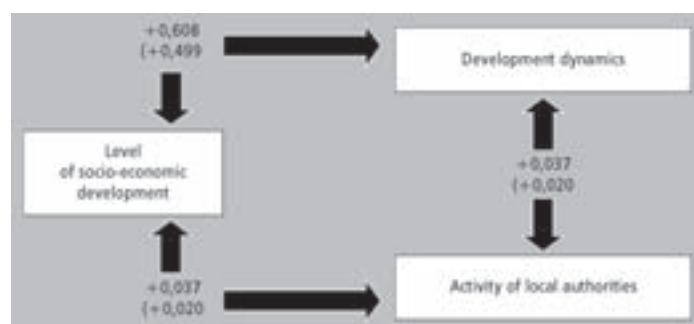 +0,608
(+0,499
Development dynamics
Level
of socio-economic
development
+0,037
(+0,020
+0,037
(+0,020
Activity of local authorities